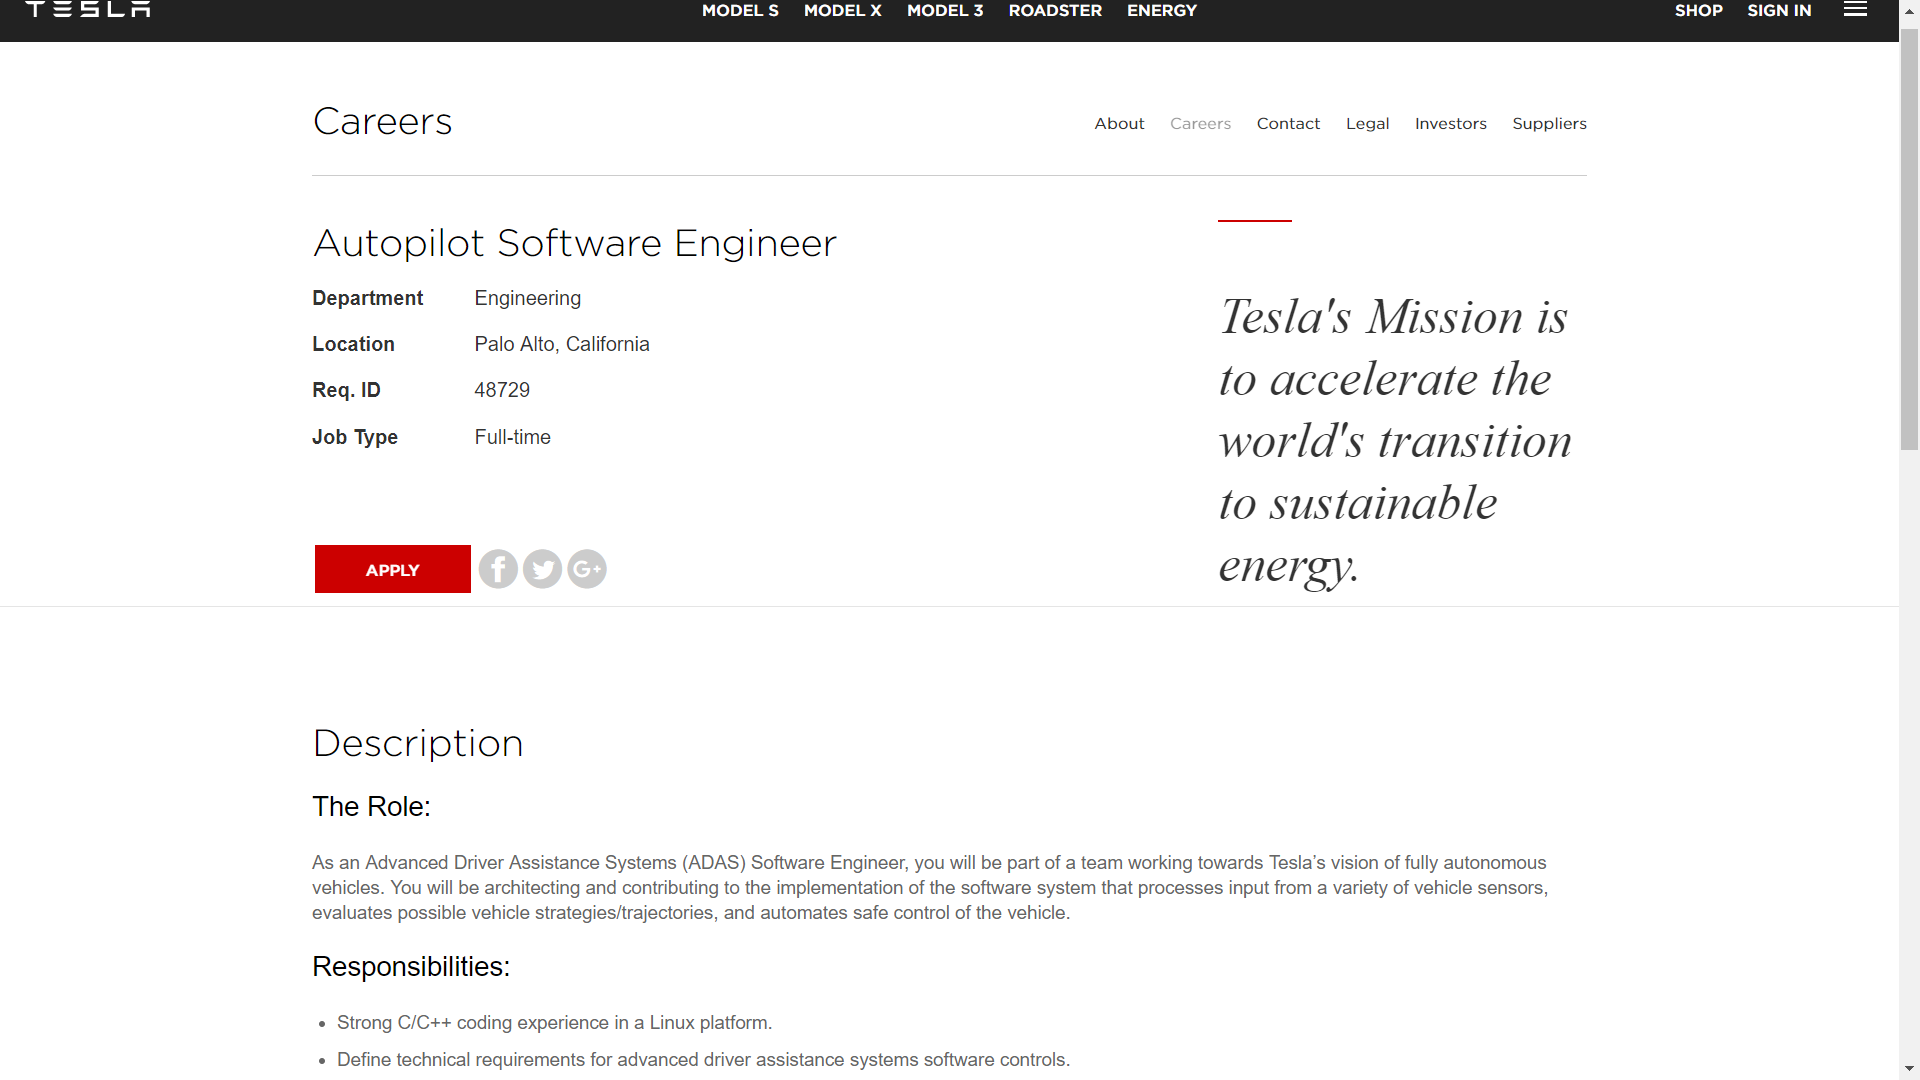 TESLA MODEL S MODEL X MODEL 3 ROADSTER ENERGY SHOP SIGN IN
Careers
About Careers Contact Legal Investors Suppliers
Autopilot Software Engineer
Department Engineering
Location Palo Alto, California
Req. ID 48729
Job Type Full-time
APPLY
Tesla's Mission is
to accelerate the
world's transition
to sustainable
energy.
Description
The Role:
As an Advanced Driver Assistance Systems (ADAS) Software Engineer, you will be part of a team working towards Tesla’s vision of fully autonomous
vehicles. You will be architecting and contributing to the implementation of the software system that processes input from a variety of vehicle sensors,
evaluates possible vehicle strategies/trajectories, and automates safe control of the vehicle.
Responsibilities:
• Strong C/C++ coding experience in a Linux platform.
• Define technical requirements for advanced driver assistance systems software controls.